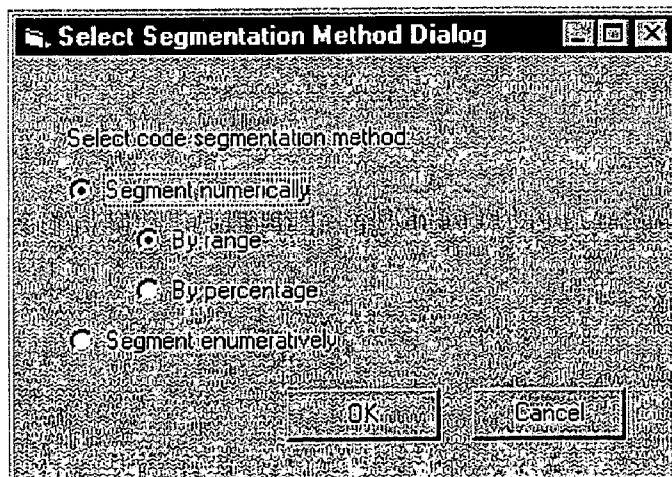 Select Segmentation Method Dialog
Select code segmentation method:
Segment numerically
By range
By percentage
Segment enumeratively
OK
Cancel